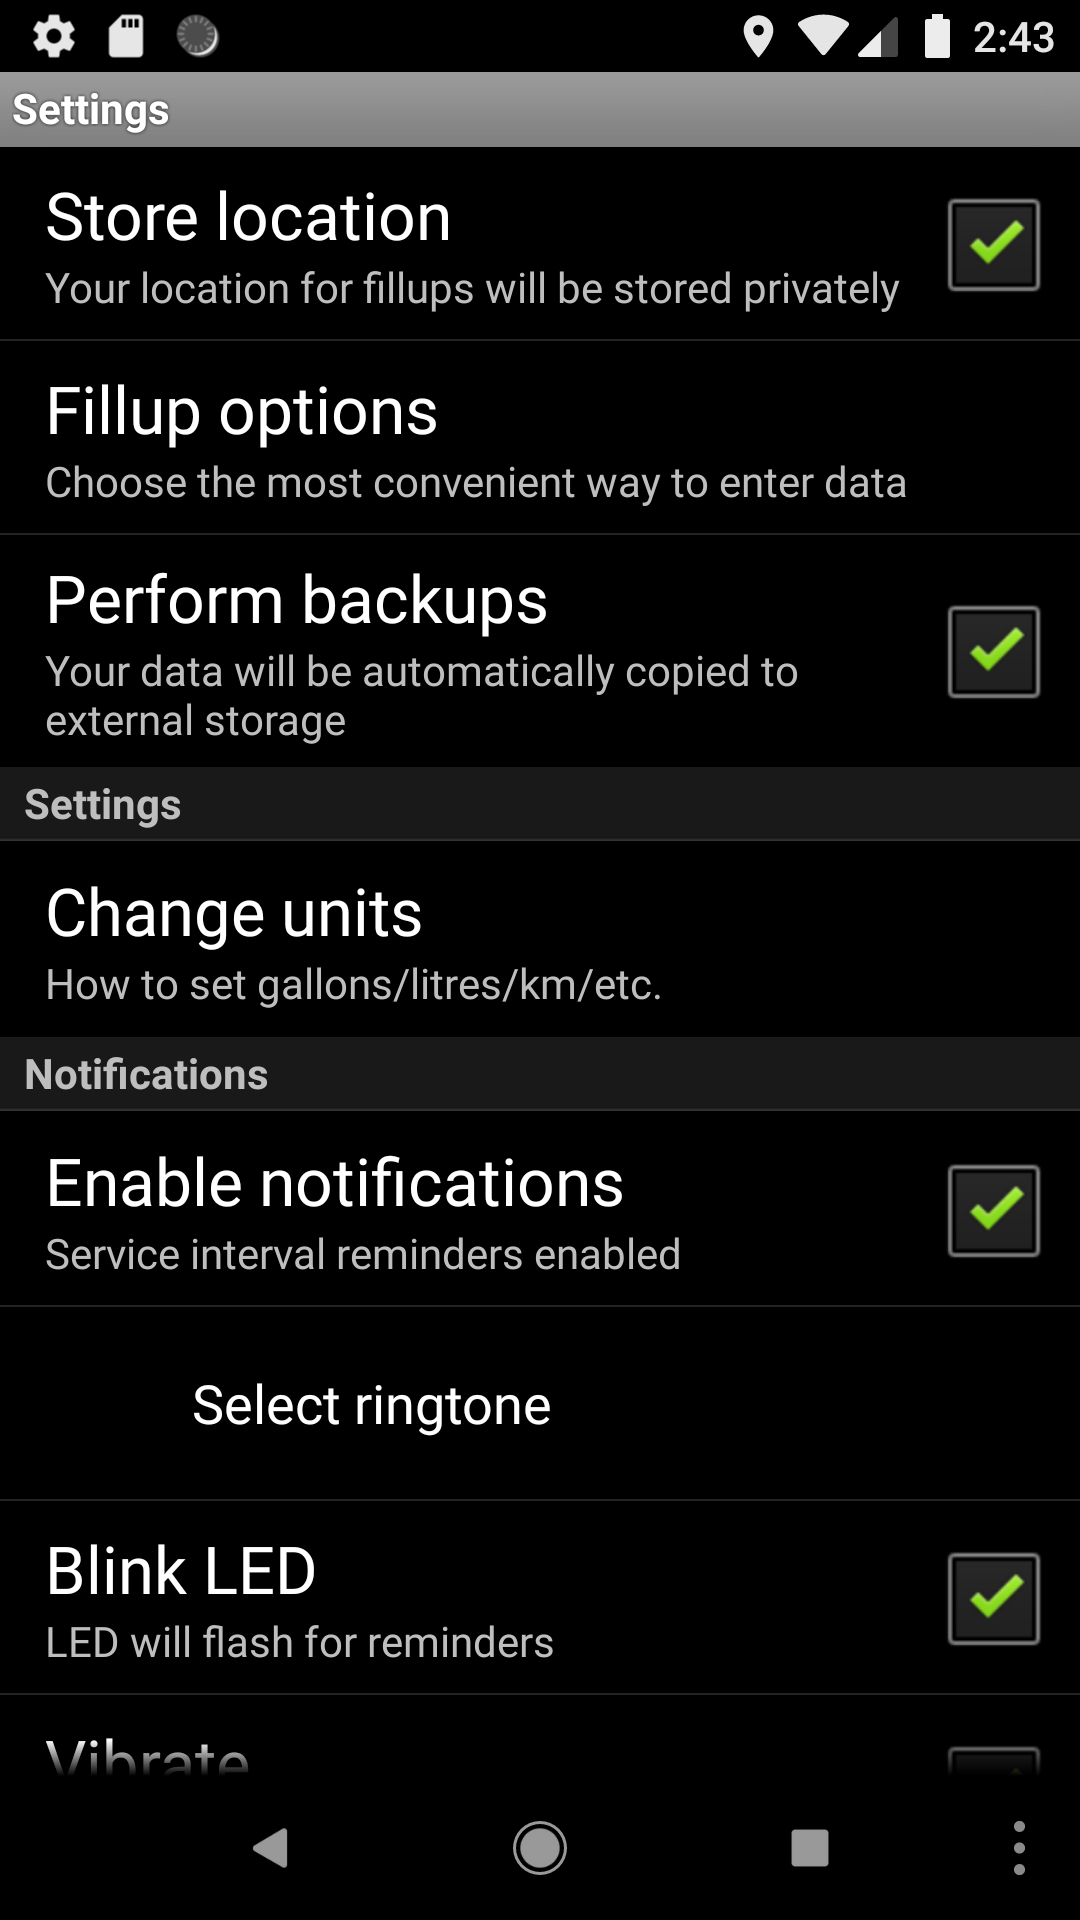 2:43
Settings
Store location
Your location for fillups will be stored privately
Fillup options
Choose the most convenient way to enter data
Perform backups
Your data will be automatically copied to
external storage
Settings
Change units
How to set gallons/litres/km/etc.
Notifications
Enable notifications
Service interval reminders enabled
Select ringtone
Blink LED
LED will flash for reminders
Vibrate